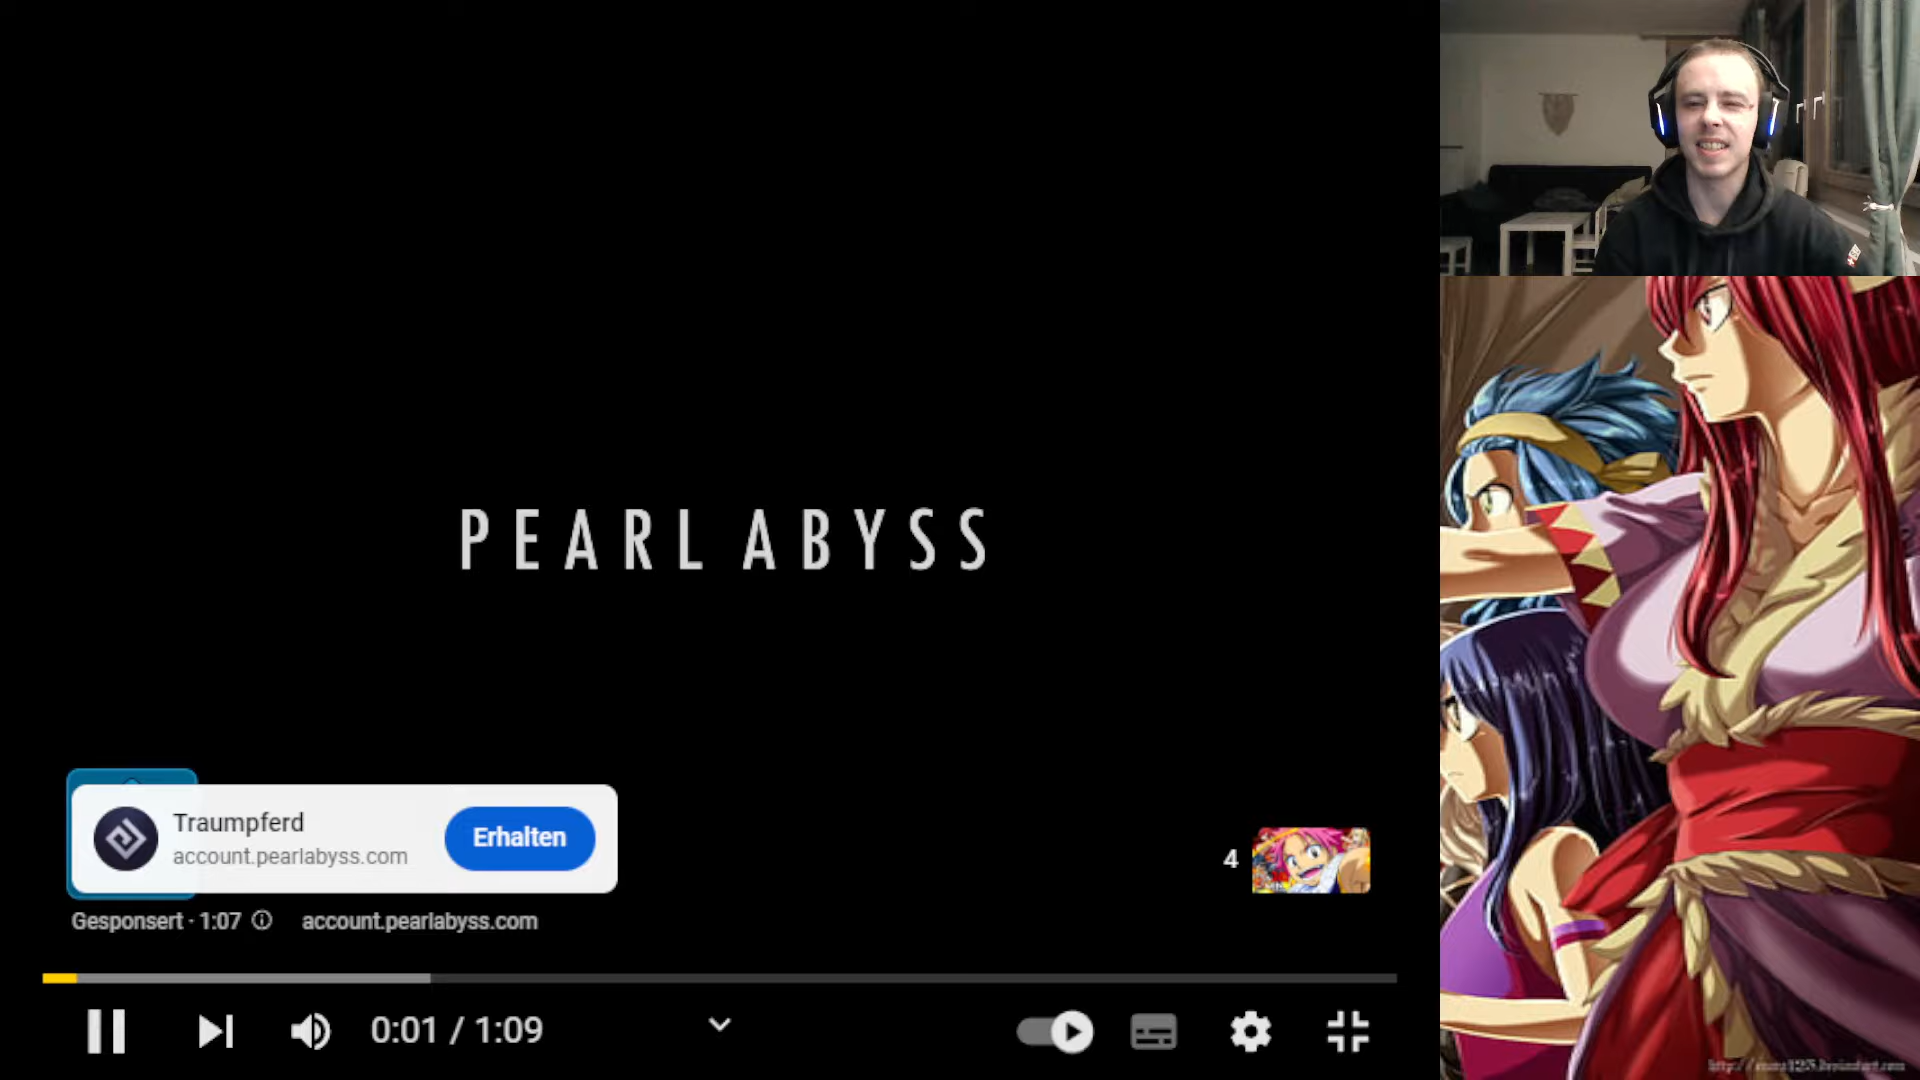 PEARL ABYSS
Traumpferd
account.pearlabyss.com
Erhalten
4
Gesponsert · 1:07
account.pearlabyss.com
0:01 / 1:09